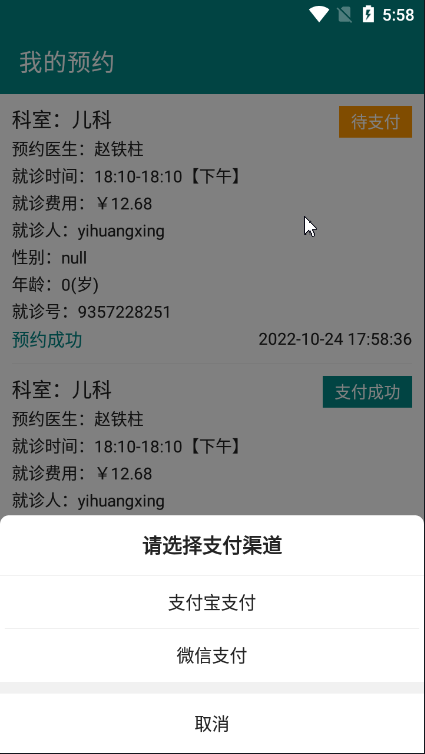 5:58
我的预约
科室：儿科
待支付
预约医生：赵铁柱
就诊时间：18:10-18:10【下午】
就诊费用：￥12.68
就诊人：yihuangxing
性别：null
年龄：0(岁)
就诊号：9357228251
预约成功
2022-10-24 17:58:36
科室：儿科
支付成功
预约医生：赵铁柱
就诊时间：18:10-18:10【下午】
就诊费用：￥12.68
就诊人：yihuangxing
请选择支付渠道
支付宝支付
微信支付
取消